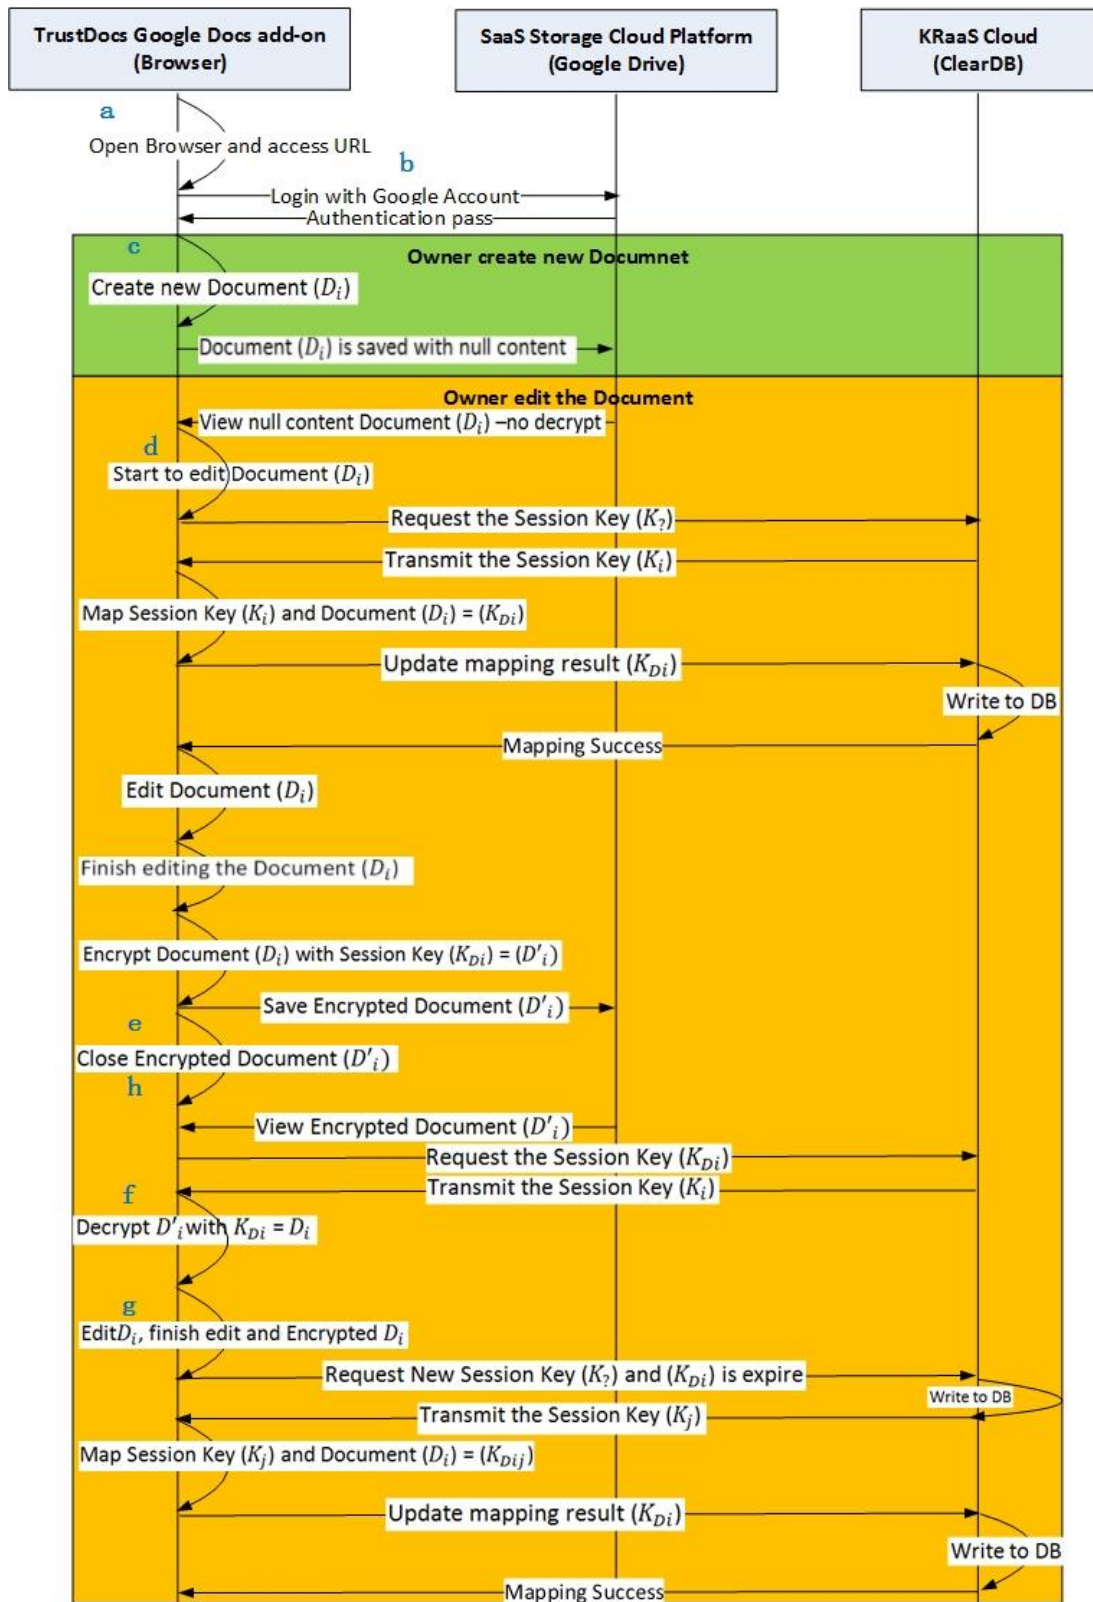 TrustDocs Google Docs add-on
(Browser)
SaaS Storage Cloud Platform
(Google Drive)
KRaaS Cloud
(ClearDB)
a
Open Browser and access URL
b
Login with Google Account
Authentication pass
c
Owner create new Documnet
Create new Document (Dᵢ)
Document (Dᵢ) is saved with null content
Owner edit the Document
View null content Document (Dᵢ) –no decrypt
d
Start to edit Document (Dᵢ)
Request the Session Key (K?)
Transmit the Session Key (Kᵢ)
Map Session Key (Kᵢ) and Document (Dᵢ) = (K_Di)
Update mapping result (K_Di)
Write to DB
Mapping Success
Edit Document (Dᵢ)
Finish editing the Document (Dᵢ)
Encrypt Document (Dᵢ) with Session Key (K_Di) = (D'ᵢ)
Save Encrypted Document (D'ᵢ)
e
Close Encrypted Document (D'ᵢ)
h
View Encrypted Document (D'ᵢ)
Request the Session Key (K_Di)
Transmit the Session Key (Kᵢ)
f
Decrypt D'ᵢ with K_Di = Dᵢ
g
EditDᵢ, finish edit and Encrypted Dᵢ
Request New Session Key (K?) and (K_Di) is expire
Write to DB
Transmit the Session Key (Kⱼ)
Map Session Key (Kⱼ) and Document (Dᵢ) = (K_Dij)
Update mapping result (K_Di)
Write to DB
Mapping Success